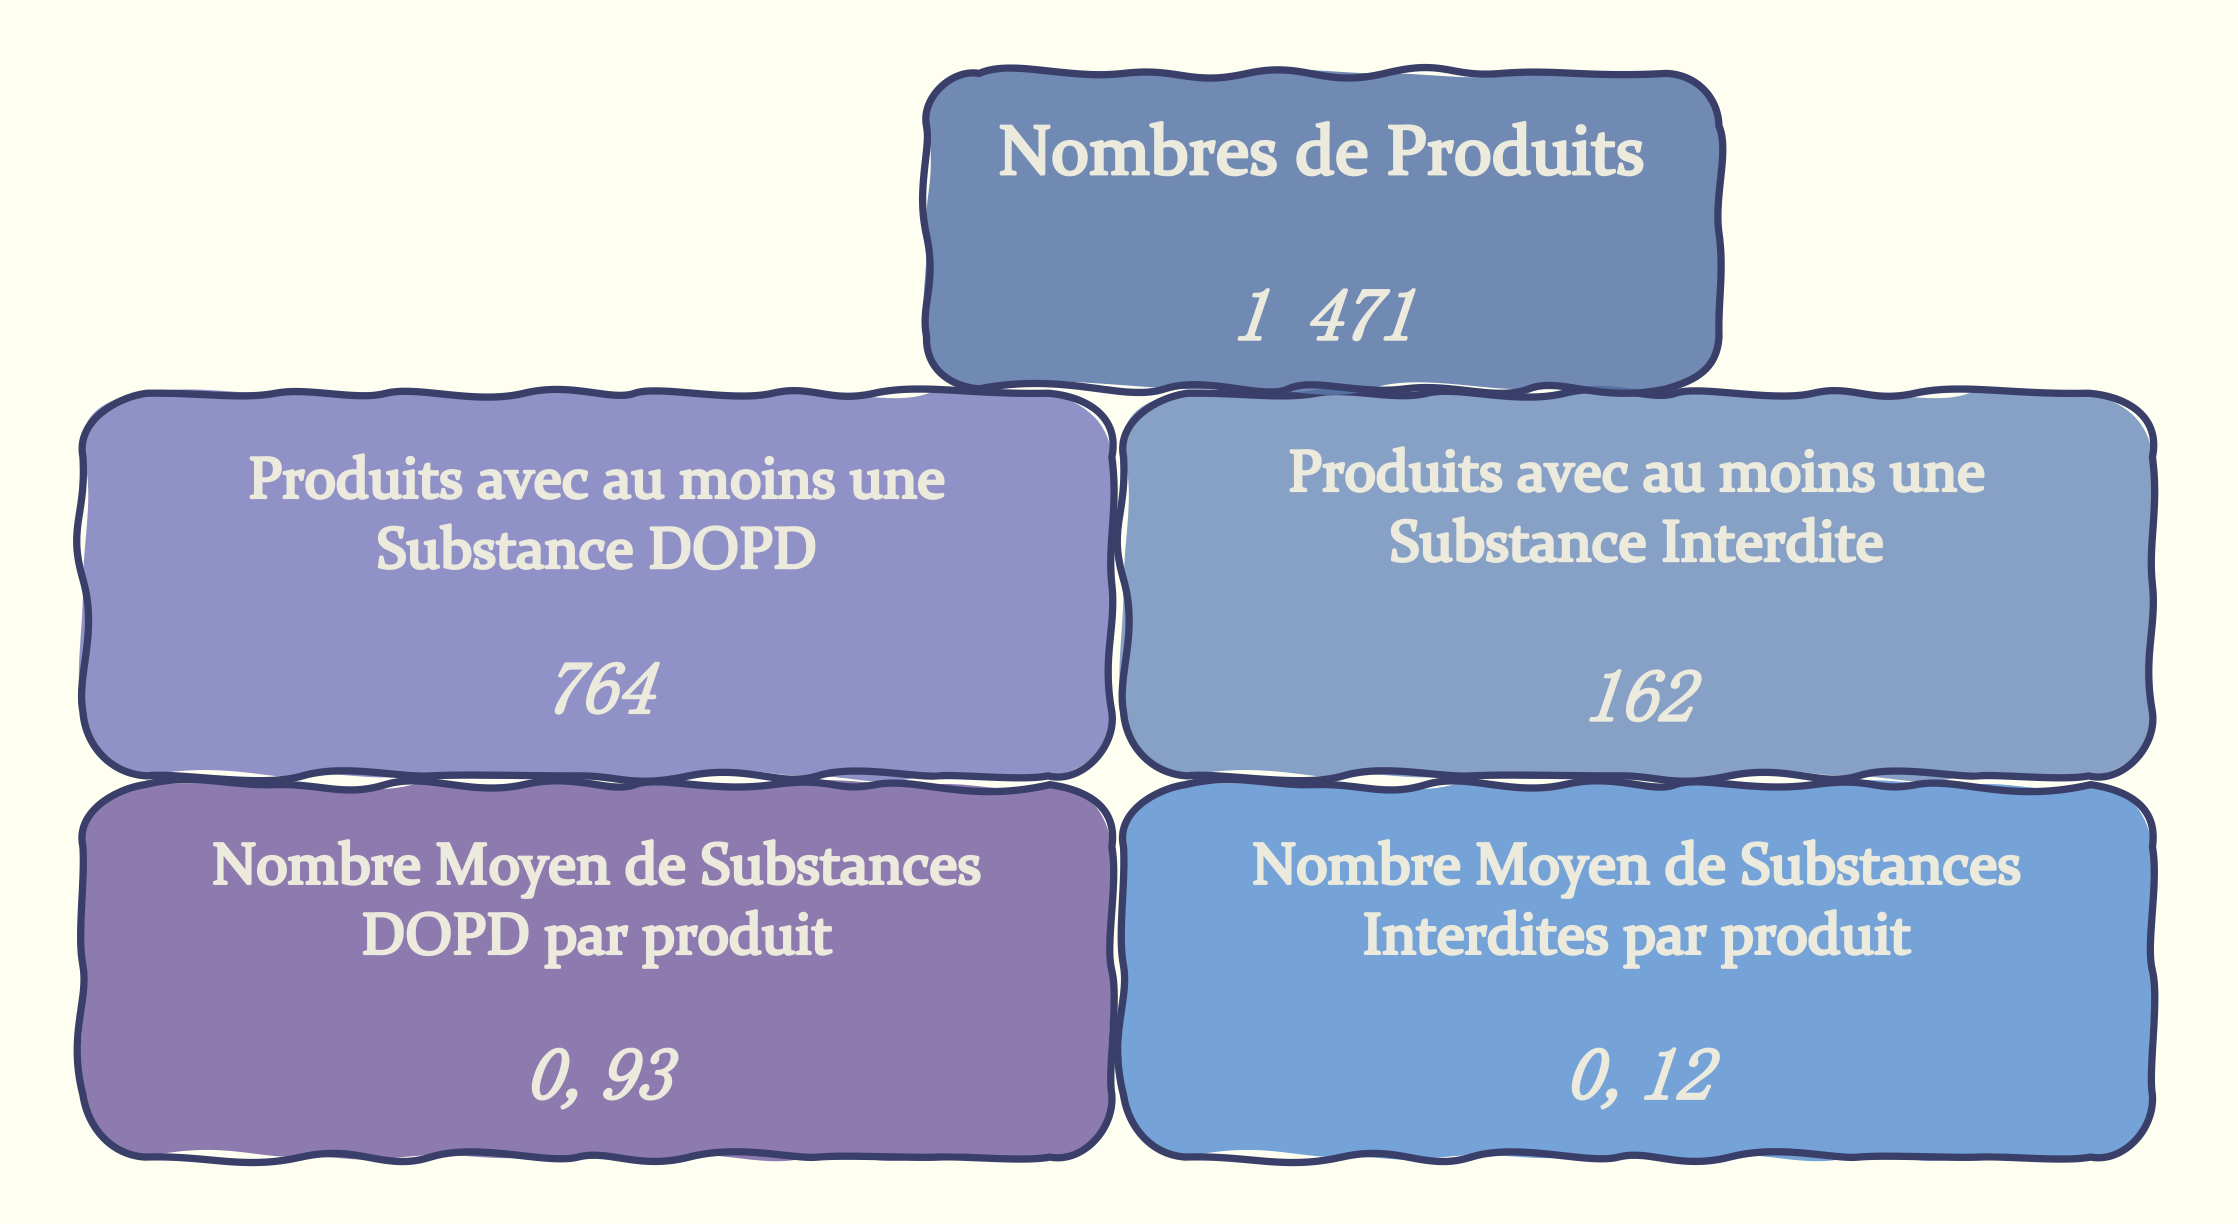 Nombres de Produits
1 471
Produits avec au moins une
Substance DOPD
764
Produits avec au moins une
Substance Interdite
162
Nombre Moyen de Substances
DOPD par produit
0, 93
Nombre Moyen de Substances
Interdites par produit
0, 12